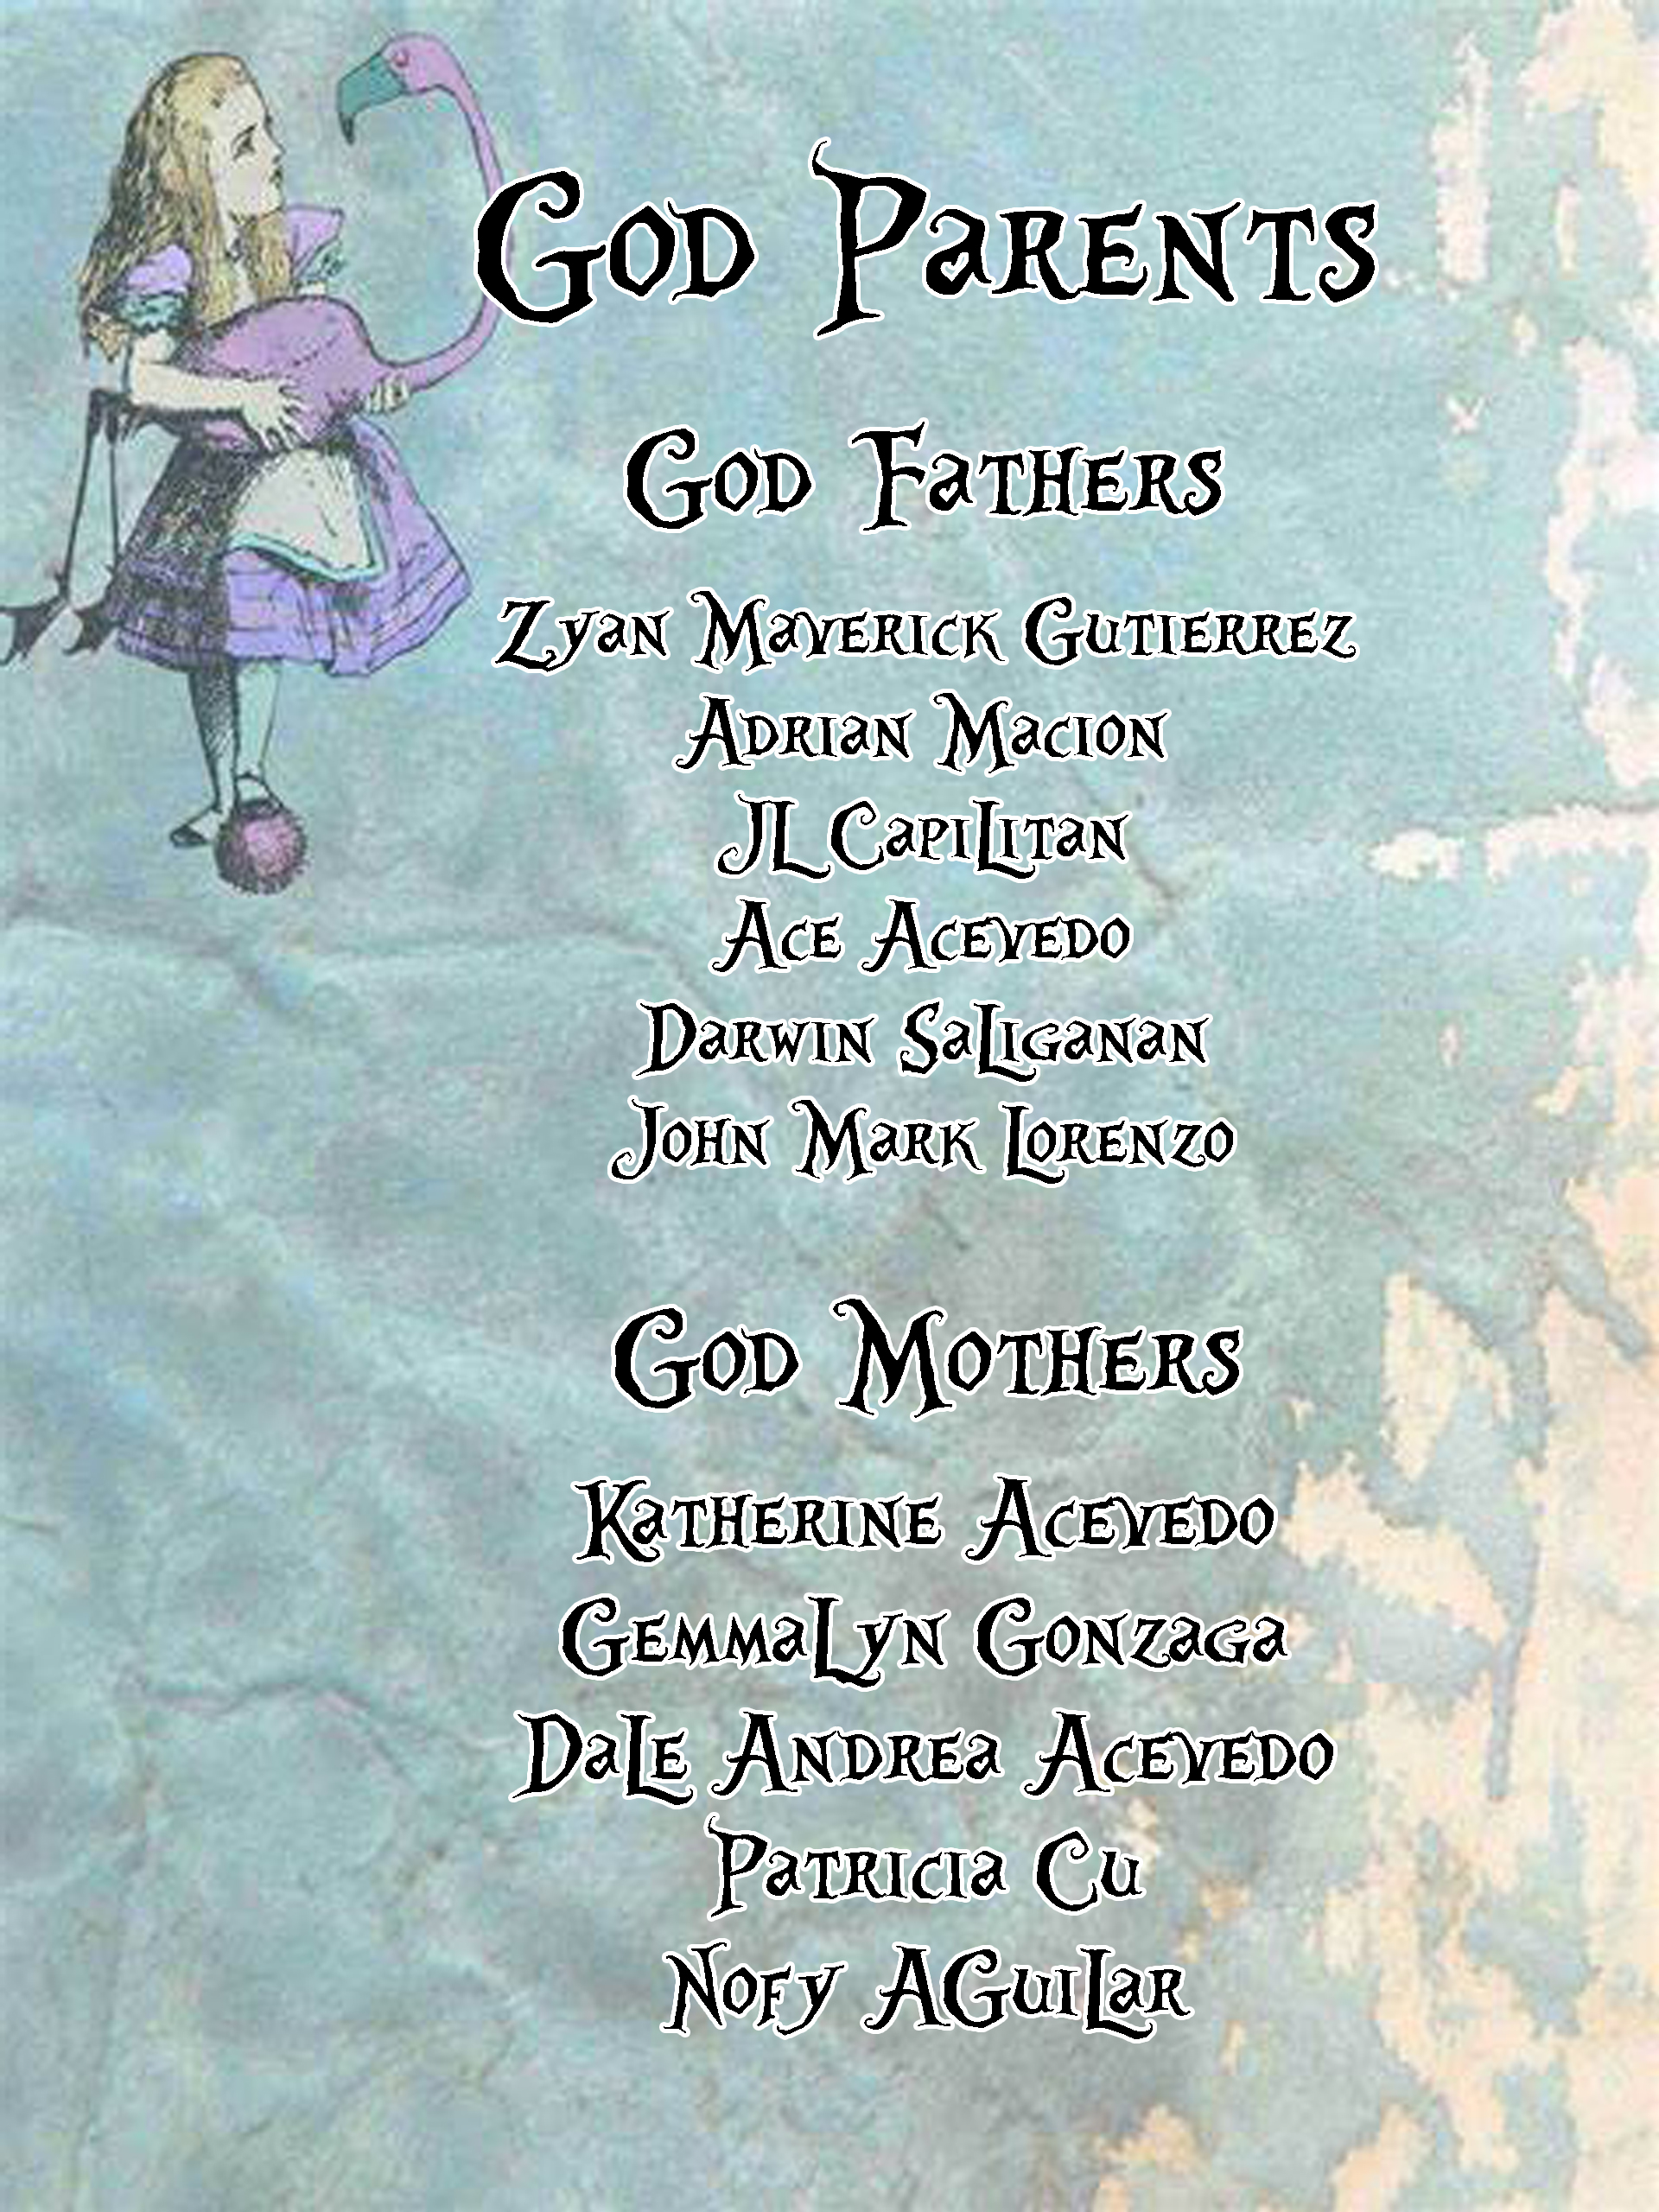 God Parents
God Fathers
Zyan Maverick Gutierrez
Adrian Macion
JL Capilitan
Ace Acevedo
Darwin Saliganan
John Mark Lorenzo
God Mothers
Katherine Acevedo
Gemmalyn Gonzaga
Dale Andrea Acevedo
Patricia Cu
Nofy AGuilar